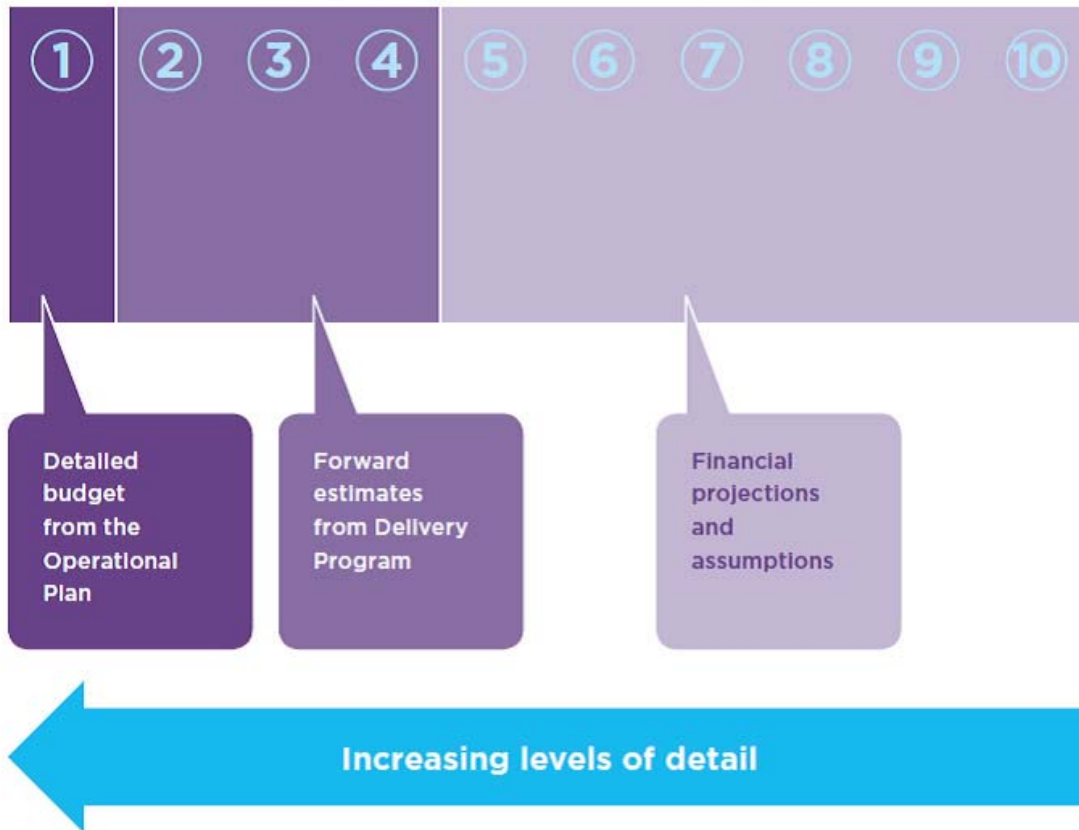 1 2 3 4 5 6 7 8 9 10
Detailed
budget
from the
Operational
Plan
Forward
estimates
from Delivery
Program
Financial
projections
and
assumptions
Increasing levels of detail